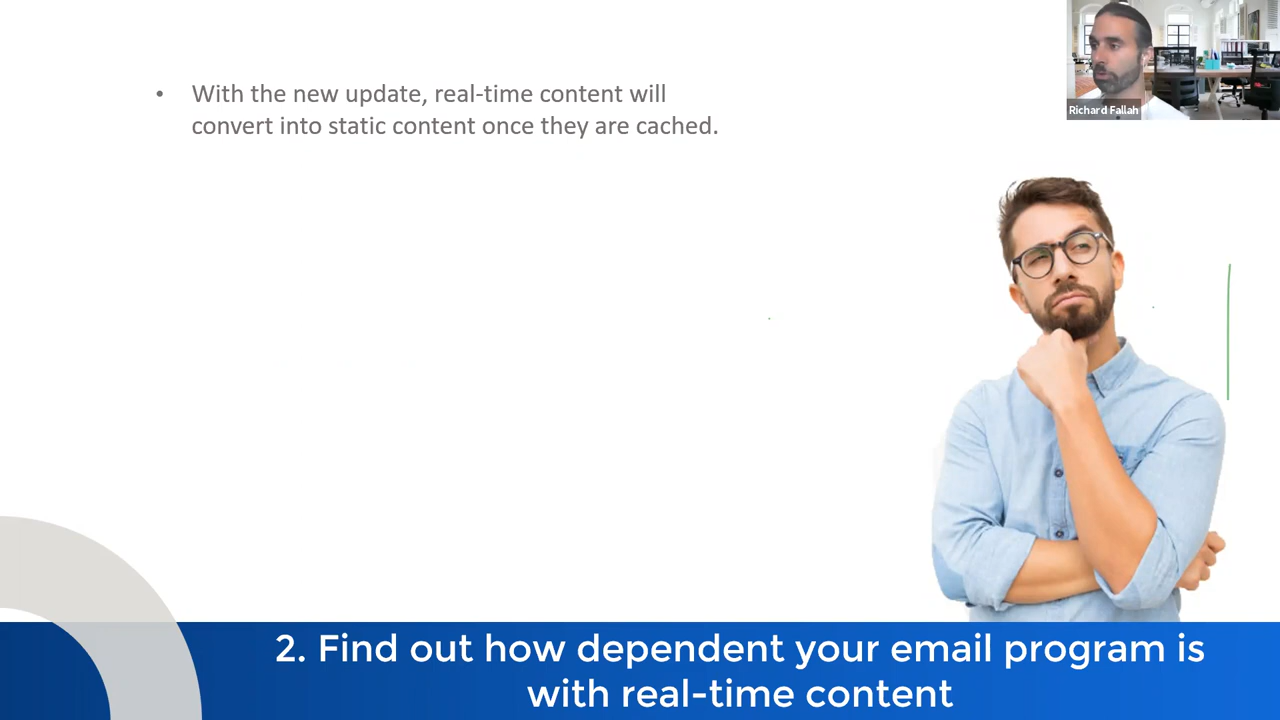 • With the new update, real-time content will
convert into static content once they are cached.
Richard Fallah
2. Find out how dependent your email program is
with real-time content